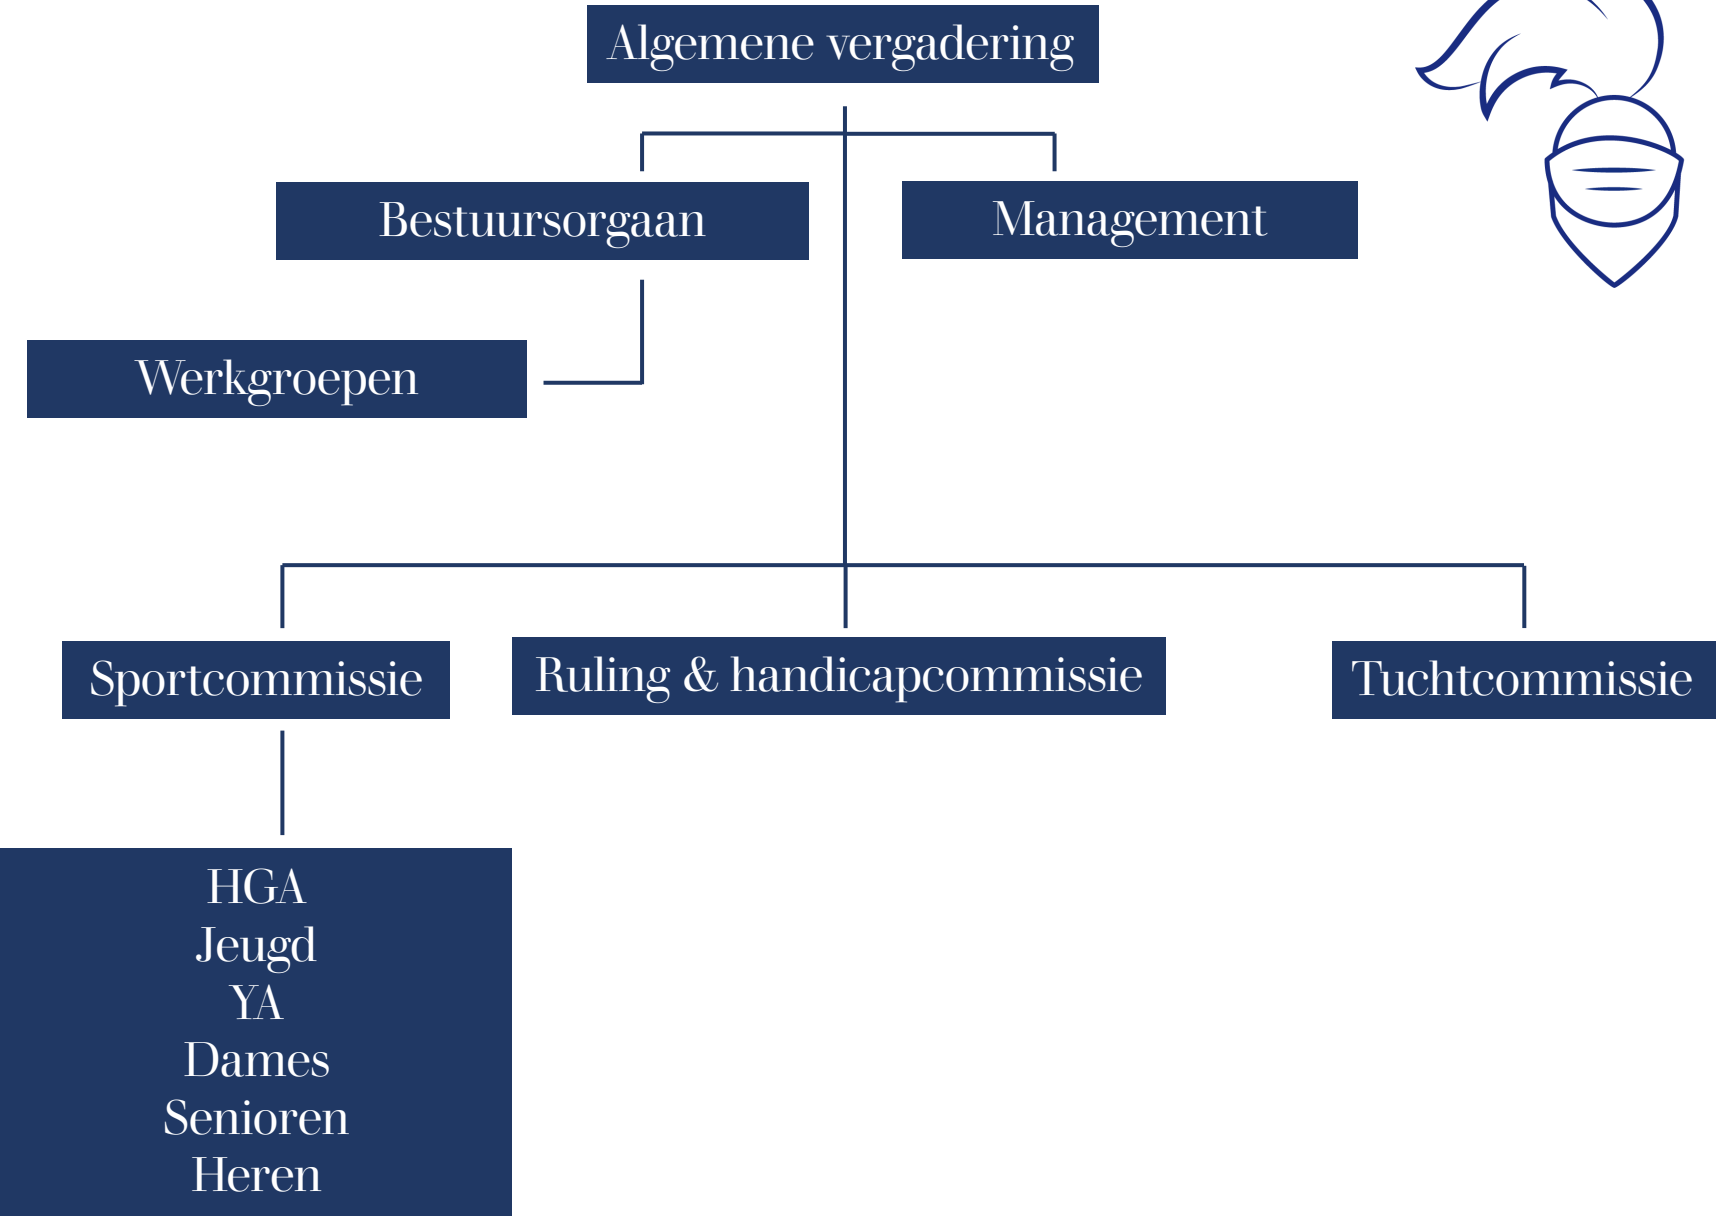 Algemene vergadering
Bestuursorgaan
Management
Werkgroepen
Sportcommissie
Ruling & handicapcommissie
Tuchtcommissie
HGA
Jeugd
YA
Dames
Senioren
Heren